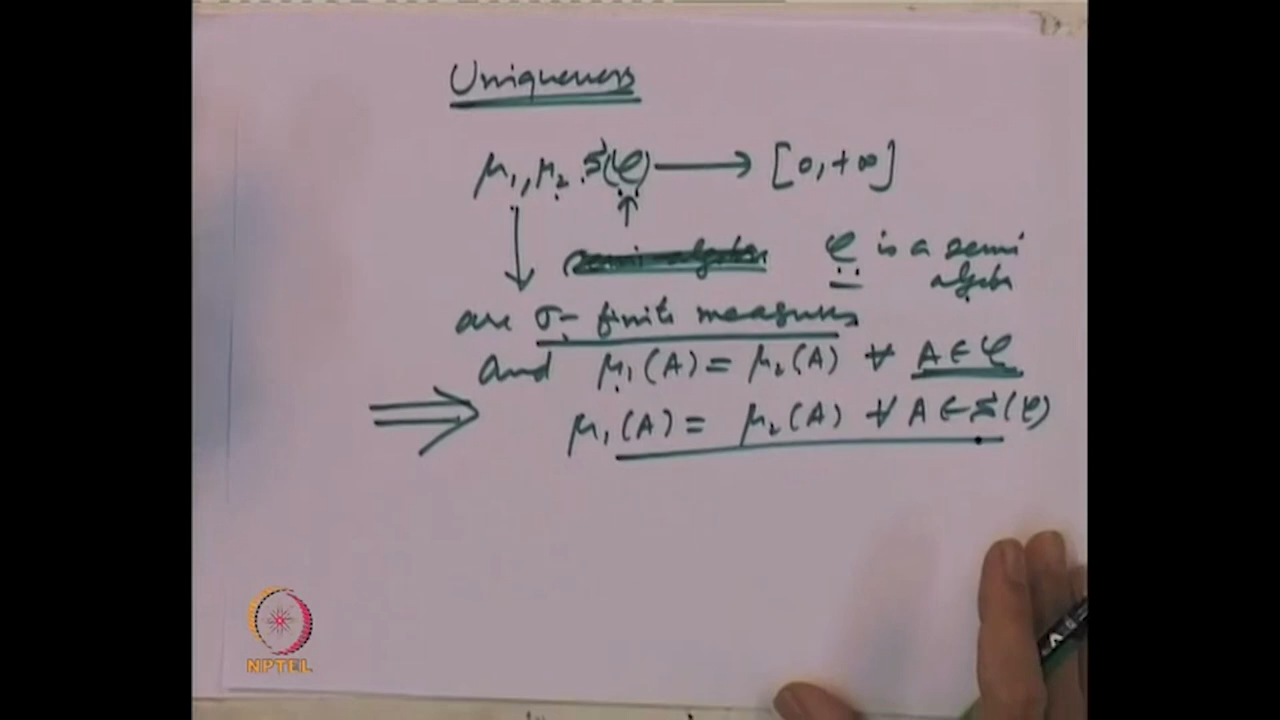 Uniqueness
μ₁, μ₂ S(𝒞) ⟶ [0, +∞]
↑
𝒞 is a semi
algebra
are σ- finite measures
and μ₁(A) = μ₂(A) ∀ A ∈ 𝒞
⟹ μ₁(A) = μ₂(A) ∀ A ∈ S(𝒞)
NPTEL